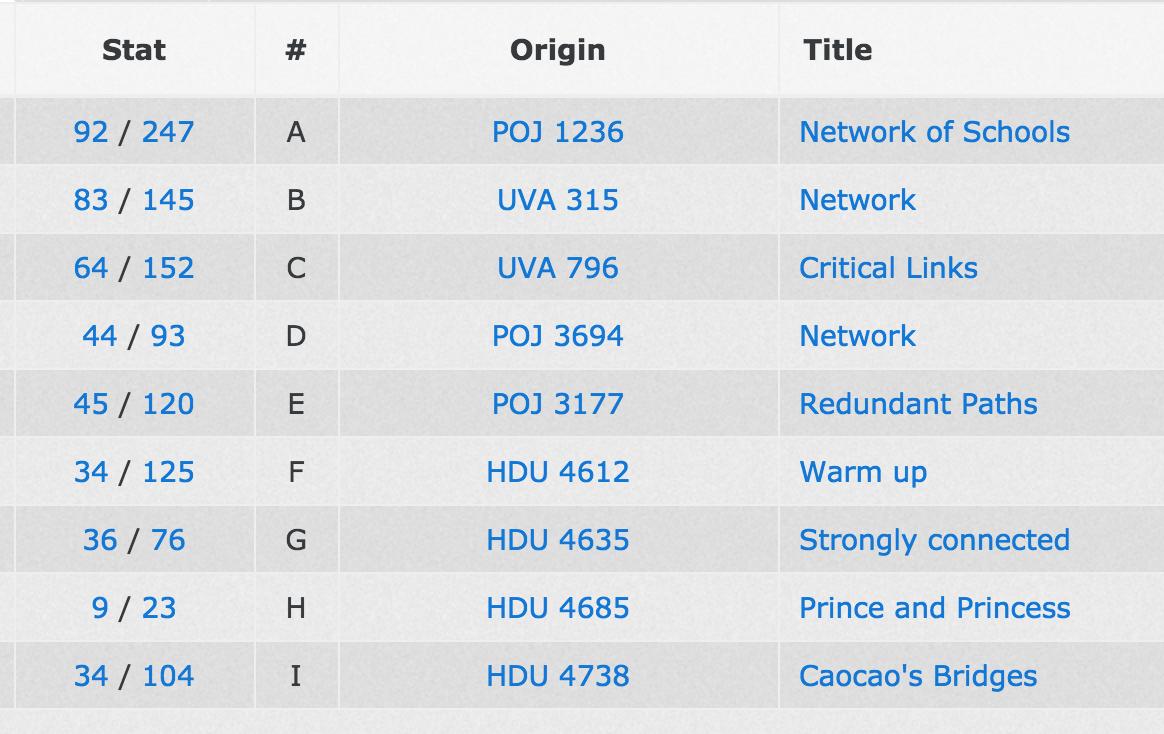 Stat # Origin Title
92 / 247 A POJ 1236 Network of Schools
83 / 145 B UVA 315 Network
64 / 152 C UVA 796 Critical Links
44 / 93 D POJ 3694 Network
45 / 120 E POJ 3177 Redundant Paths
34 / 125 F HDU 4612 Warm up
36 / 76 G HDU 4635 Strongly connected
9 / 23 H HDU 4685 Prince and Princess
34 / 104 I HDU 4738 Caocao's Bridges